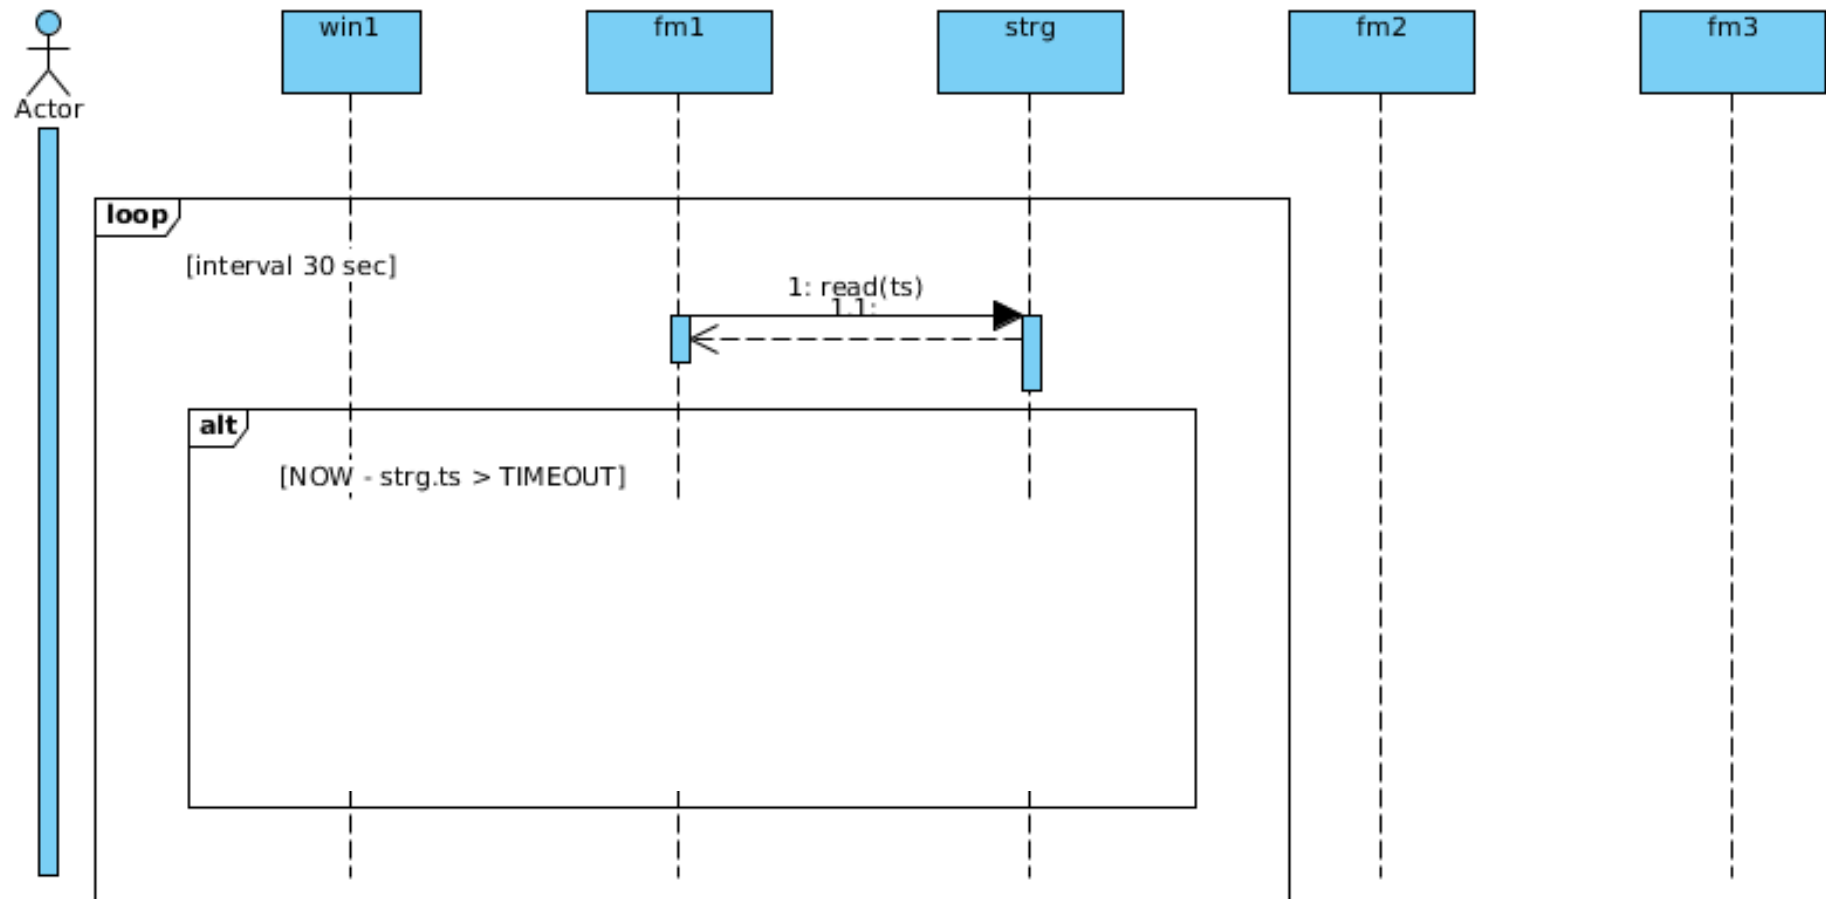 win1
fm1
strg
fm2
fm3
Actor
loop
[interval 30 sec]
1: read(ts)
1.1:
alt
[NOW - strg.ts > TIMEOUT]